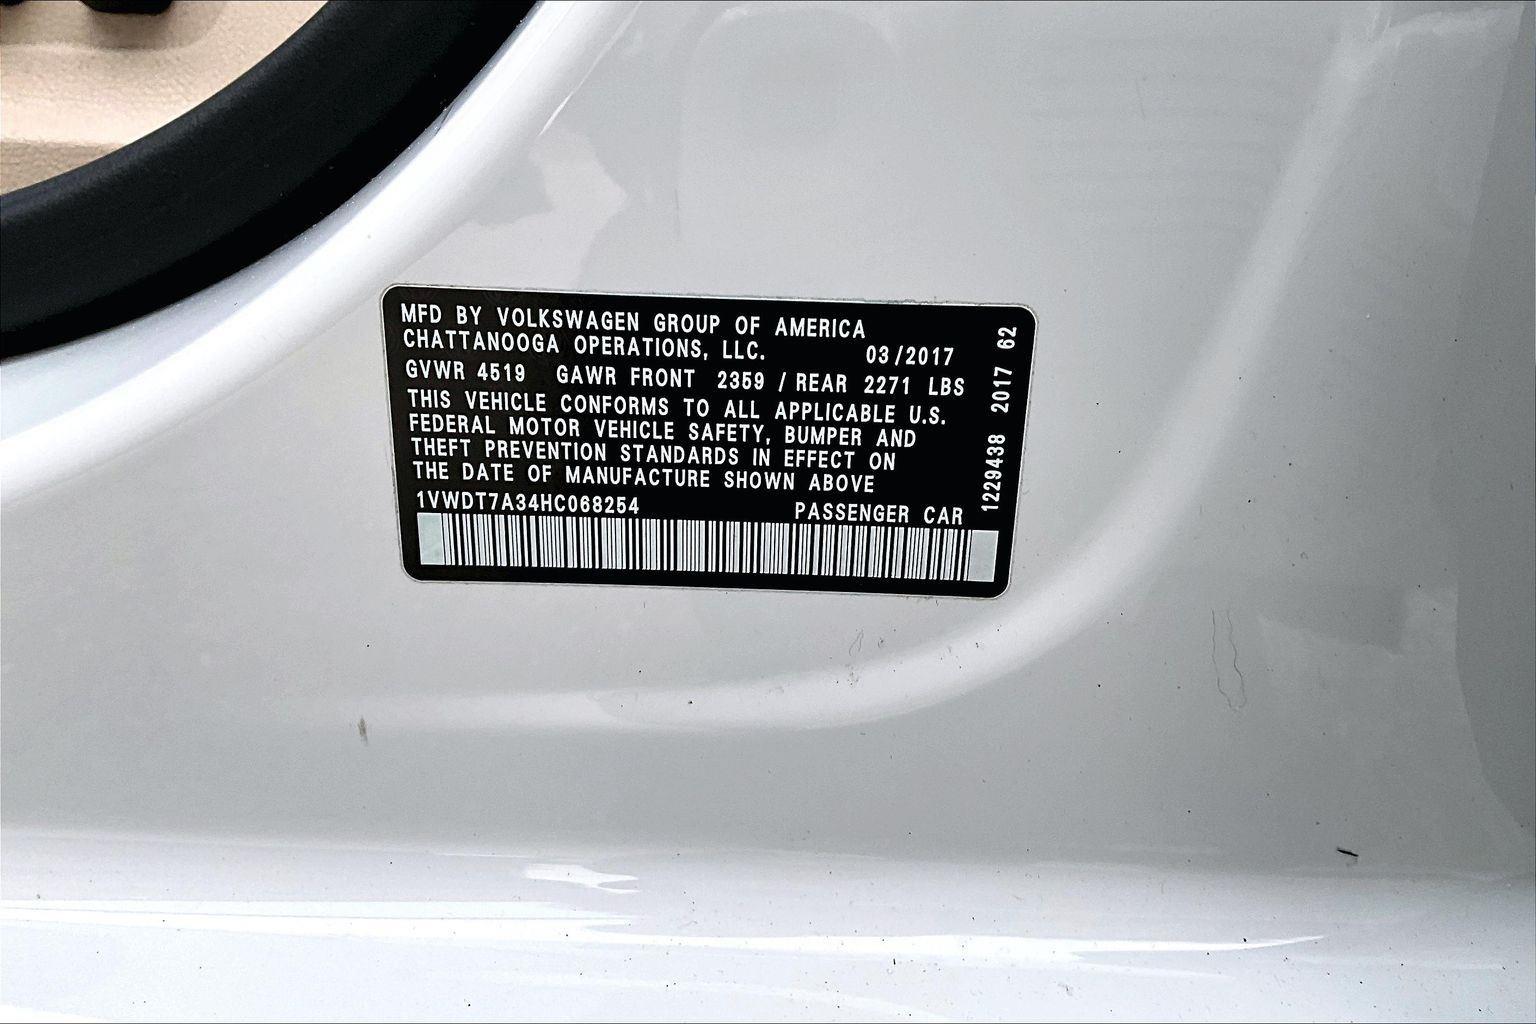 MFD BY VOLKSWAGEN GROUP OF AMERICA
CHATTANOOGA OPERATIONS, LLC. 03/2017
GVWR 4519 GAWR FRONT 2359 / REAR 2271 LBS
THIS VEHICLE CONFORMS TO ALL APPLICABLE U.S.
FEDERAL MOTOR VEHICLE SAFETY, BUMPER AND
THEFT PREVENTION STANDARDS IN EFFECT ON
THE DATE OF MANUFACTURE SHOWN ABOVE
1VWDT7A34HC068254 PASSENGER CAR
1229438 2017 62